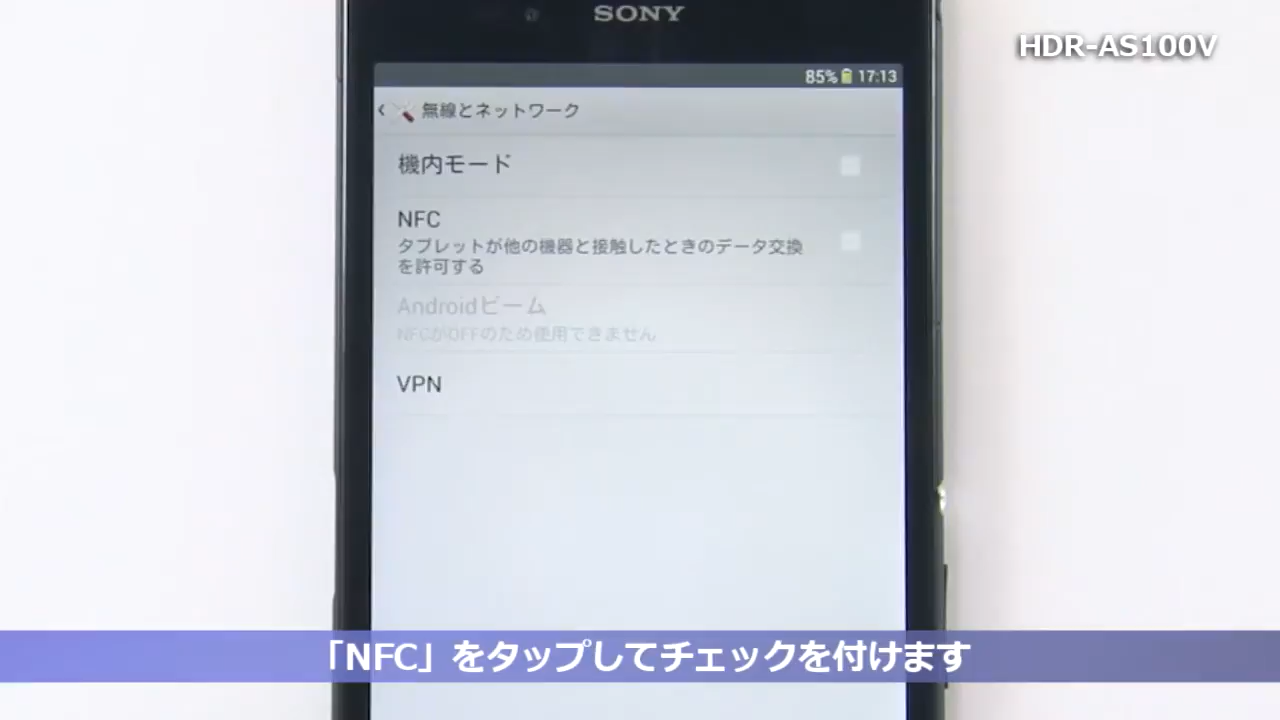 SONY
HDR-AS100V
85% 17:13
無線とネットワーク
機内モード
NFC
タブレットが他の機器と接触したときのデータ交換
を許可する
Androidビーム
NFCがOFFのため使用できません
VPN
「NFC」をタップしてチェックを付けます